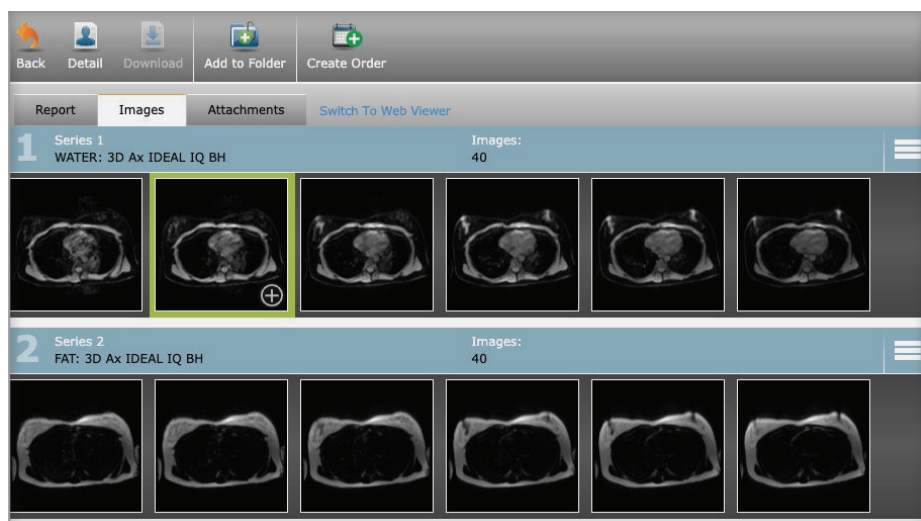 Back Detail Download Add to Folder Create Order
Report Images Attachments Switch To Web Viewer
1 Series 1 Images:
WATER: 3D Ax IDEAL IQ BH 40
2 Series 2 Images:
FAT: 3D Ax IDEAL IQ BH 40